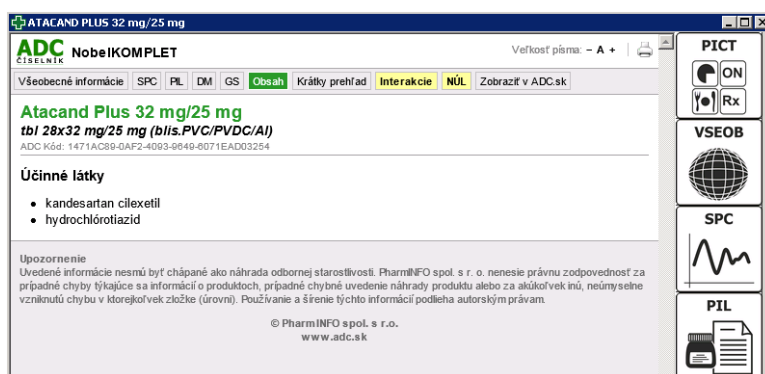 ATACAND PLUS 32 mg/25 mg
ADC ČÍSELNÍK NobelKOMPLET
Veľkosť písma: – A +
Všeobecné informácie SPC PIL DM GS Obsah Krátky prehľad Interakcie NÚL Zobraziť v ADC.sk
Atacand Plus 32 mg/25 mg
tbl 28x32 mg/25 mg (blis.PVC/PVDC/Al)
ADC Kód: 1471AC89-0AF2-4093-9649-6071EAD03254
Účinné látky
• kandesartan cilexetil
• hydrochlórotiazid
Upozornenie
Uvedené informácie nesmú byť chápané ako náhrada odbornej starostlivosti. PharmINFO spol. s r. o. nenesie právnu zodpovednosť za
prípadné chyby týkajúce sa informácií o produktoch, prípadné chybné uvedenie náhrady produktu alebo za akúkoľvek inú, neúmyselne
vzniknutú chybu v ktorejkoľvek zložke (úrovni). Používanie a šírenie týchto informácií podlieha autorským právam.
© PharmINFO spol. s r.o.
www.adc.sk
PICT
ON
Rx
VSEOB
SPC
PIL